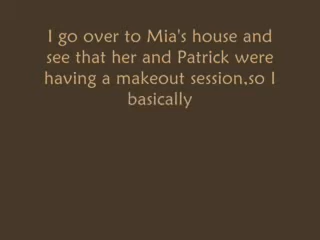 I go over to Mia's house and
see that her and Patrick were
having a makeout session,so I
basically